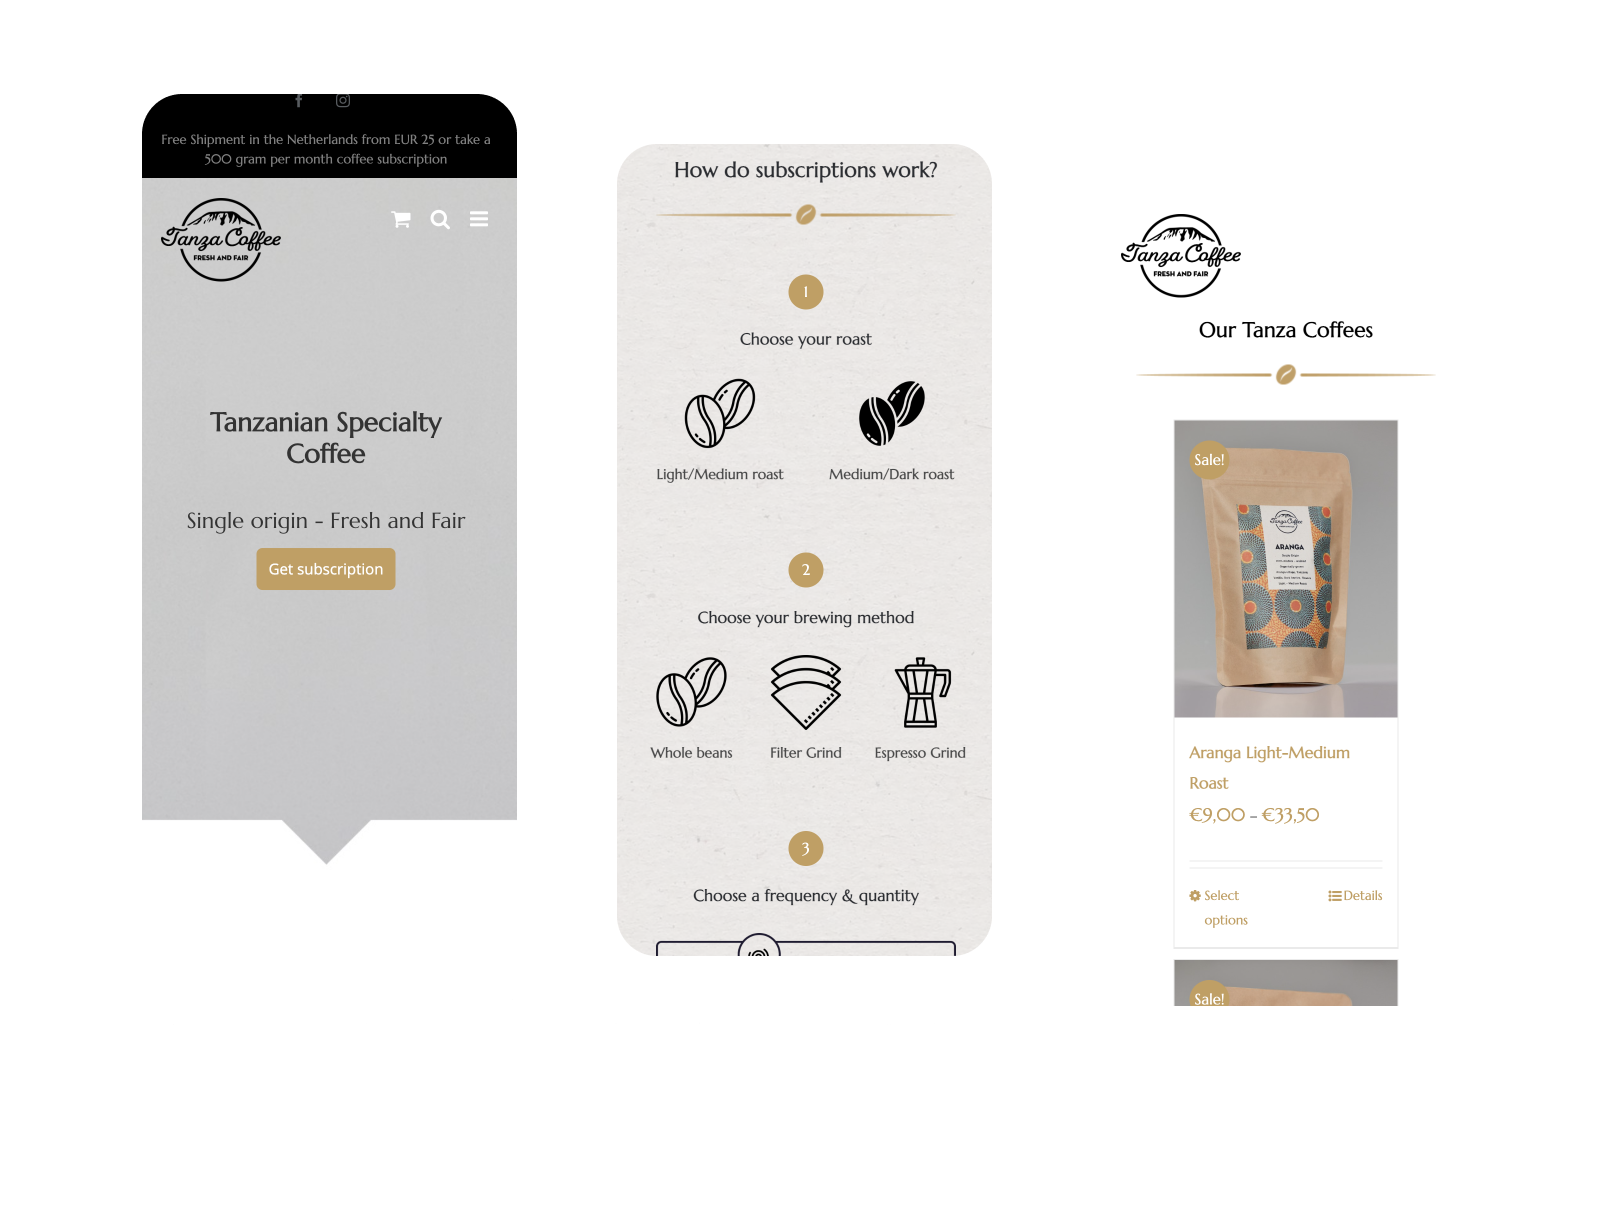 Free Shipment in the Netherlands from EUR 25 or take a
500 gram per month coffee subscription
Tanza Coffee
FRESH AND FAIR
Tanzanian Specialty
Coffee
Single origin - Fresh and Fair
Get subscription
How do subscriptions work?
1
Choose your roast
Light/Medium roast
Medium/Dark roast
2
Choose your brewing method
Whole beans
Filter Grind
Espresso Grind
3
Choose a frequency & quantity
Tanza Coffee
FRESH AND FAIR
Our Tanza Coffees
Sale!
Tanza Coffee
ARANGA
Aranga Light-Medium
Roast
€9,00 – €33,50
Select
options
Details
Sale!